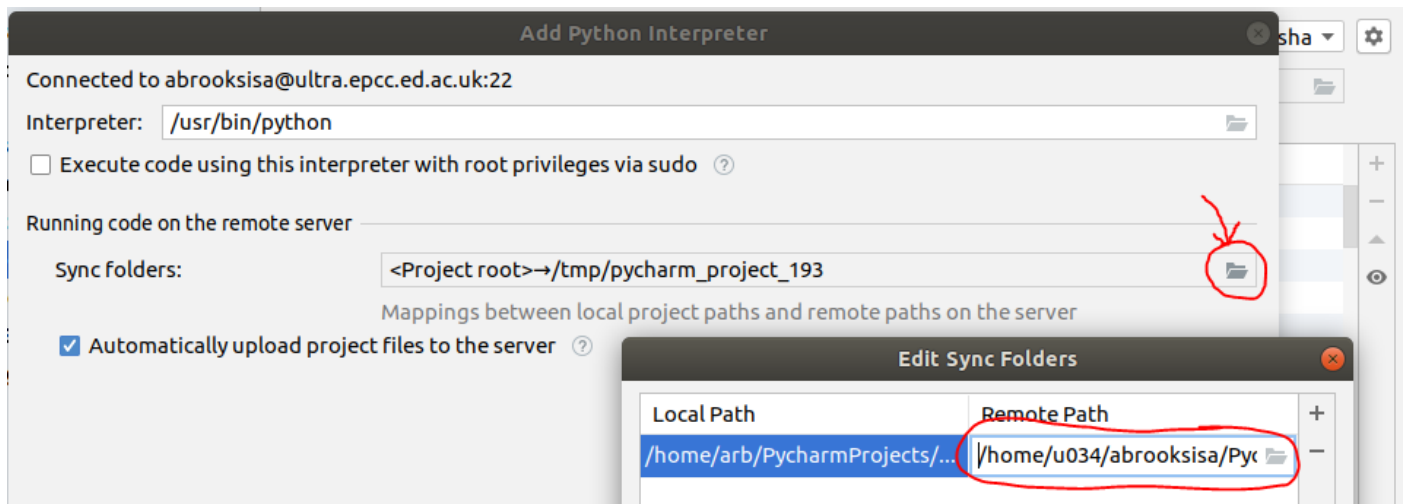 Add Python Interpreter
sha
Connected to abrooksisa@ultra.epcc.ed.ac.uk:22
Interpreter: /usr/bin/python
Execute code using this interpreter with root privileges via sudo ?
Running code on the remote server
Sync folders: <Project root>→/tmp/pycharm_project_193
Mappings between local project paths and remote paths on the server
Automatically upload project files to the server ?
Edit Sync Folders
Local Path Remote Path
/home/arb/PycharmProjects/... /home/u034/abrooksisa/Pyc